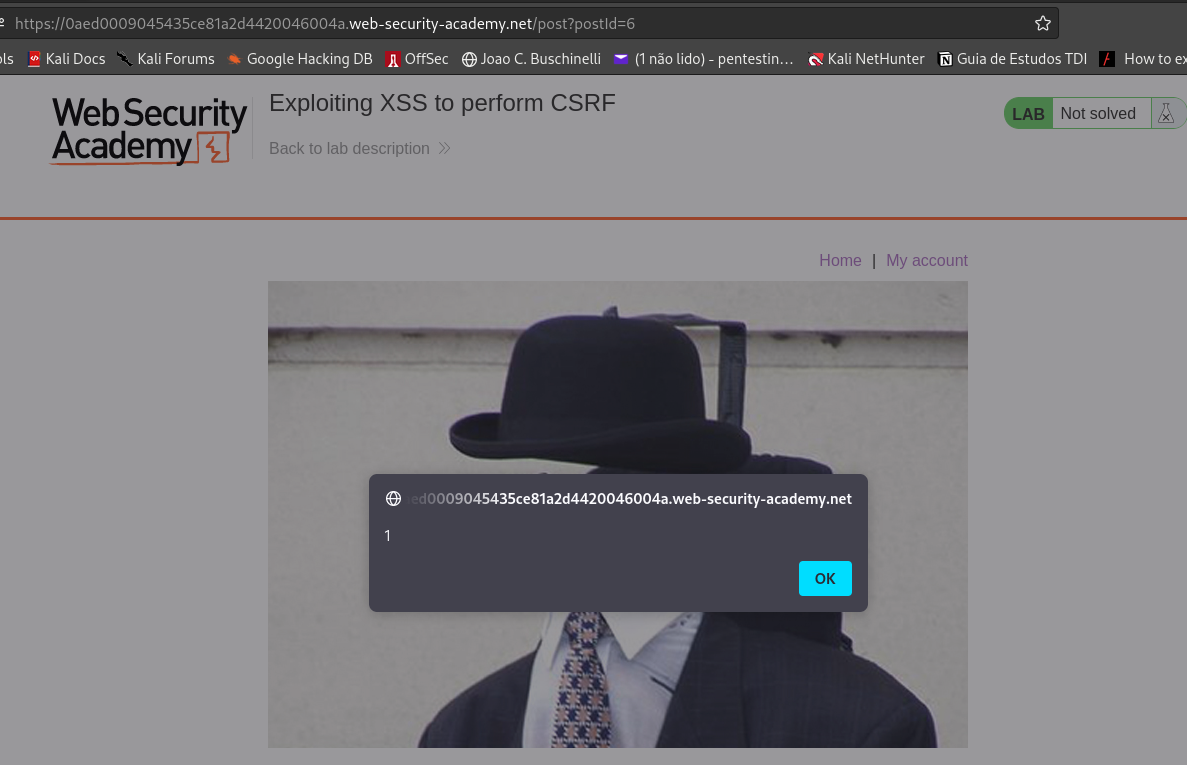 https://0aed0009045435ce81a2d4420046004a.web-security-academy.net/post?postId=6
ls Kali Docs Kali Forums Google Hacking DB OffSec Joao C. Buschinelli (1 não lido) - pentestin… Kali NetHunter Guia de Estudos TDI How to ex
Web Security
Academy
Exploiting XSS to perform CSRF
Back to lab description
LAB Not solved
Home | My account
ed0009045435ce81a2d4420046004a.web-security-academy.net
1
OK